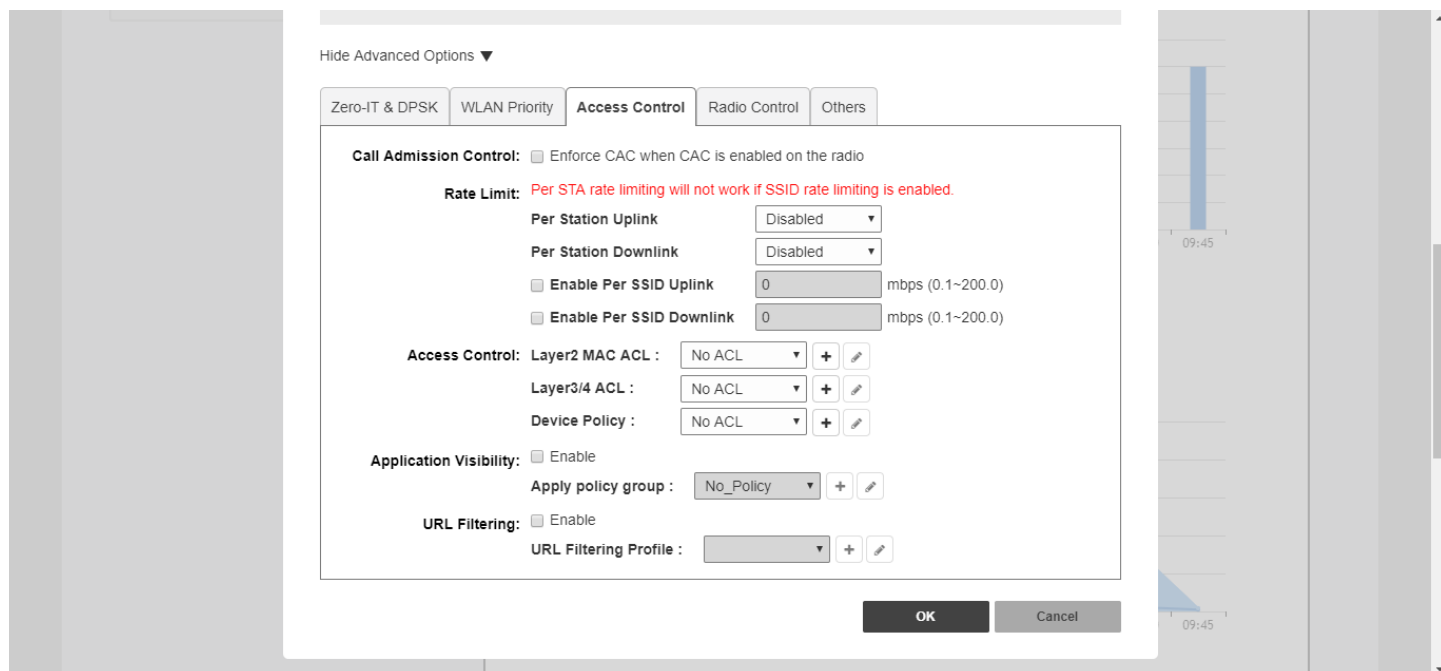 Hide Advanced Options ▼
Zero-IT & DPSK WLAN Priority Access Control Radio Control Others
Call Admission Control: Enforce CAC when CAC is enabled on the radio
Rate Limit: Per STA rate limiting will not work if SSID rate limiting is enabled.
Per Station Uplink Disabled
Per Station Downlink Disabled
Enable Per SSID Uplink 0 mbps (0.1~200.0)
Enable Per SSID Downlink 0 mbps (0.1~200.0)
Access Control: Layer2 MAC ACL : No ACL +
Layer3/4 ACL : No ACL +
Device Policy : No ACL +
Application Visibility: Enable
Apply policy group : No_Policy +
URL Filtering: Enable
URL Filtering Profile : +
OK Cancel
09:45
09:45